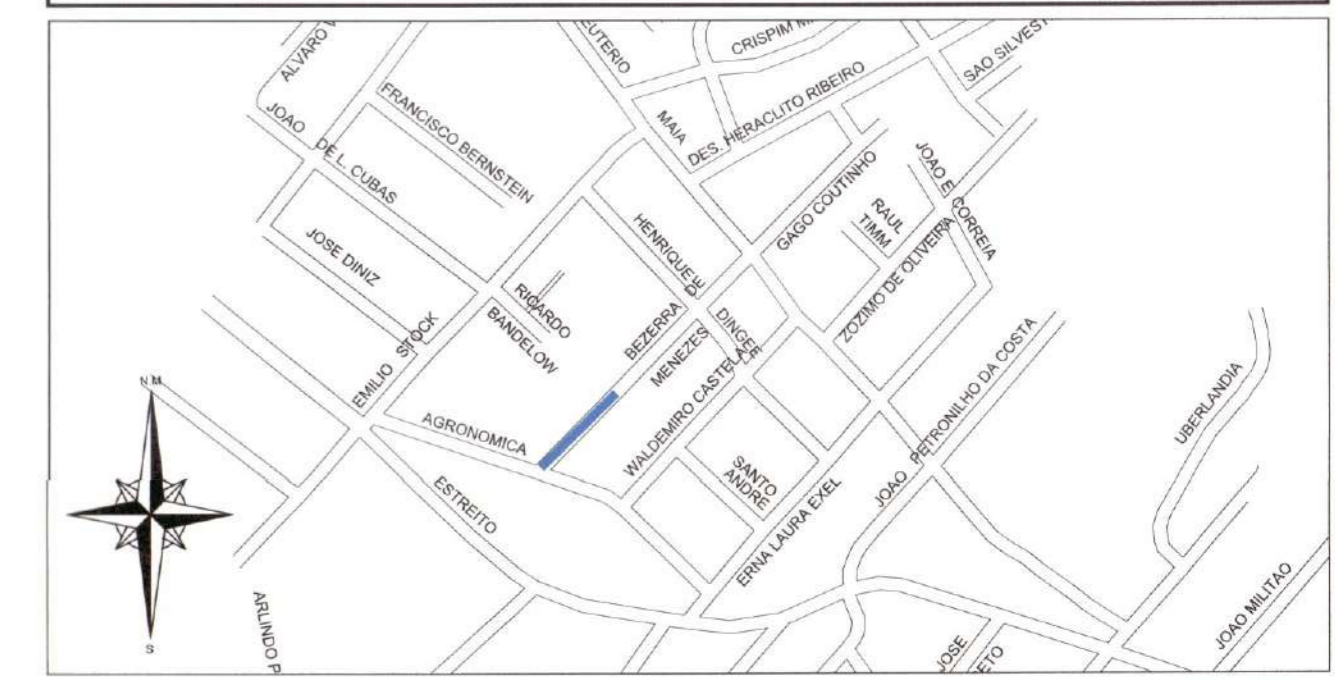 ALVARO
EUTERIO
CRISPIM
SAO SILVEST
FRANCISCO BERNSTEIN
JOAO
DE L. CUBAS
MAIA
DES. HERACLITO RIBEIRO
JOSE DINIZ
HENRIQUE
GAGO COUTINHO
RAUL
TIMM
JOAO E. CORREIA
ZOZIMO DE OLIVEIRA
RICARDO
BANDELOW
BEZERRA DE
MENEZES
DINGEE
EMILIO STOCK
WALDEMIRO CASTELA
JOAO PETRONILHO DA COSTA
UBERLANDIA
N M
AGRONOMICA
ESTREITO
SANTO
ANDRE
ERNA LAURA EXEL
S
ARLINDO P
JOSE
ETO
JOAO MILITAO